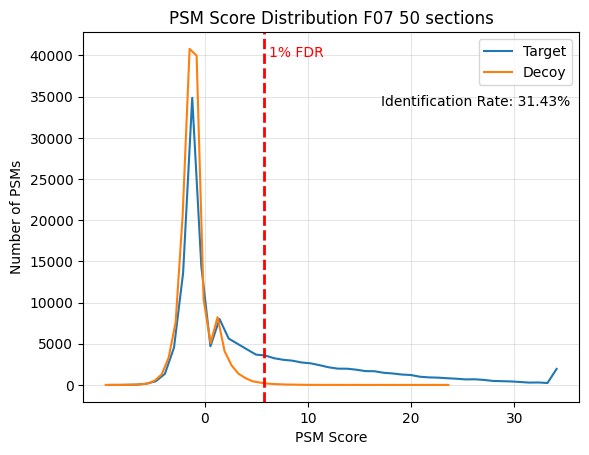 PSM Score Distribution F07 50 sections
Number of PSMs
40000
35000
30000
25000
20000
15000
10000
5000
0
1% FDR
Target
Decoy
Identification Rate: 31.43%
0
10
20
30
PSM Score